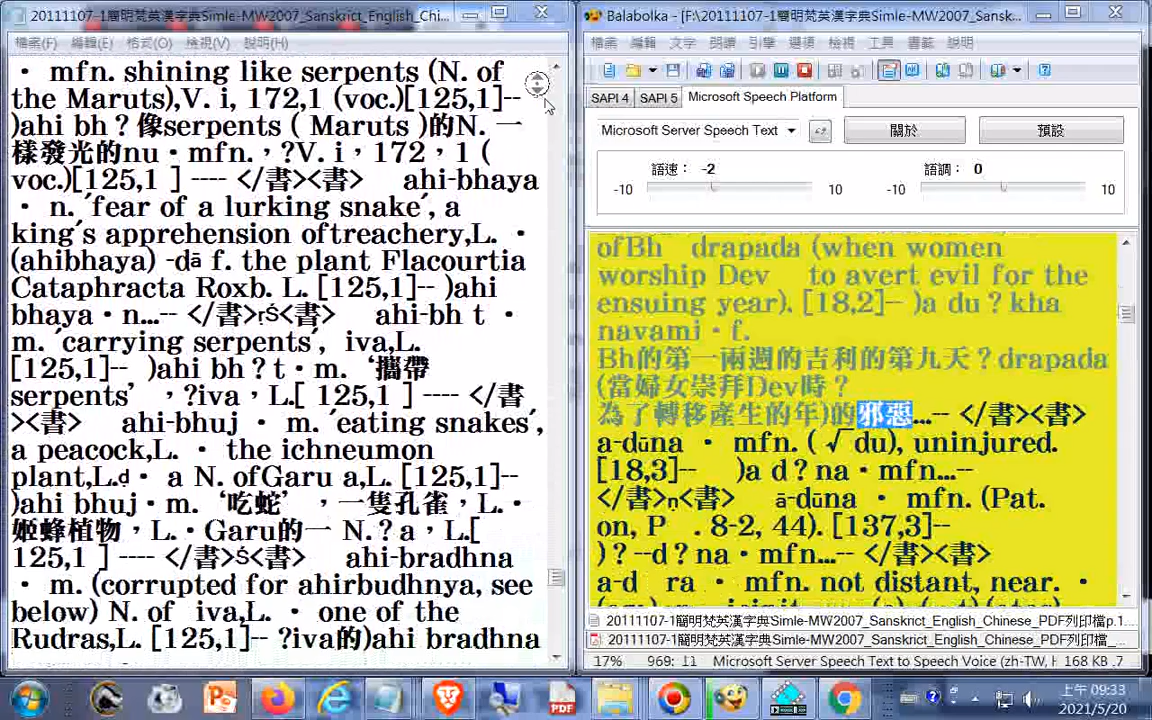 20111107-1簡明梵英漢字典Simle-MW2007_Sanskrict_English_Chi...
檔案(F) 編輯(E) 格式(O) 檢視(V) 說明(H)
• mfn. shining like serpents (N. of
the Maruts),V. i, 172,1 (voc.)[125,1]--
)ahi bh？像serpents ( Maruts )的N. 一
樣發光的nu•mfn.，?V. i，172，1 (
voc.)[125,1 ] ---- </書><書> ahi-bhaya
• n. ′fear of a lurking snake′, a
king′s apprehension oftreachery,L. •
(ahibhaya) -dā f. the plant Flacourtia
Cataphracta Roxb. L. [125,1]-- )ahi
bhaya•n...-- </書>ṛŚ<書> ahi-bh t •
m. ′carrying serpents′, iva,L.
[125,1]-- )ahi bh？t•m. ‘攜帶
serpents’，?iva，L.[ 125,1 ] ---- </書
><書> ahi-bhuj • m. ′eating snakes′,
a peacock,L. • the ichneumon
plant,L.ḍ • a N. ofGaru a,L. [125,1]--
)ahi bhuj•m.‘吃蛇’，一隻孔雀，L.•
姬蜂植物，L.•Garu的一 N.？a，L.[
125,1 ] ---- </書>Ś<書> ahi-bradhna
• m. (corrupted for ahirbudhnya, see
below) N. of iva,L. • one of the
Rudras,L. [125,1]-- ?iva的)ahi bradhna
Balabolka - [F:\20111107-1簡明梵英漢字典Simle-MW2007_Sansk...
檔案 編輯 文字 朗讀 引擎 選項 檢視 工具 書籤 說明
SAPI 4 SAPI 5 Microsoft Speech Platform
Microsoft Server Speech Text 關於 預設
語速： -2 語調： 0
-10 10 -10 10
ofBh drapada (when women
worship Dev to avert evil for the
ensuing year). [18,2]-- )a du？kha
navami•f.
Bh的第一兩週的吉利的第九天？drapada
(當婦女崇拜Dev時？
為了轉移產生的年)的邪惡...-- </書><書>
a-dūna • mfn. (√du), uninjured.
[18,3]-- )a d？na•mfn...--
</書>ṇ<書> ā-dūna • mfn. (Pat.
on, P . 8-2, 44). [137,3]--
)？--d？na•mfn...-- </書><書>
a-d ra • mfn. not distant, near. •
20111107-1簡明梵英漢字典Simle-MW2007_Sanskrict_English_Chinese_PDF列印檔p.1...
20111107-1簡明梵英漢字典Simle-MW2007_Sanskrict_English_Chinese_PDF列印檔_...
17% 969: 11 Microsoft Server Speech Text to Speech Voice (zh-TW, H 168 KB .7
上午 09:33
2021/5/20